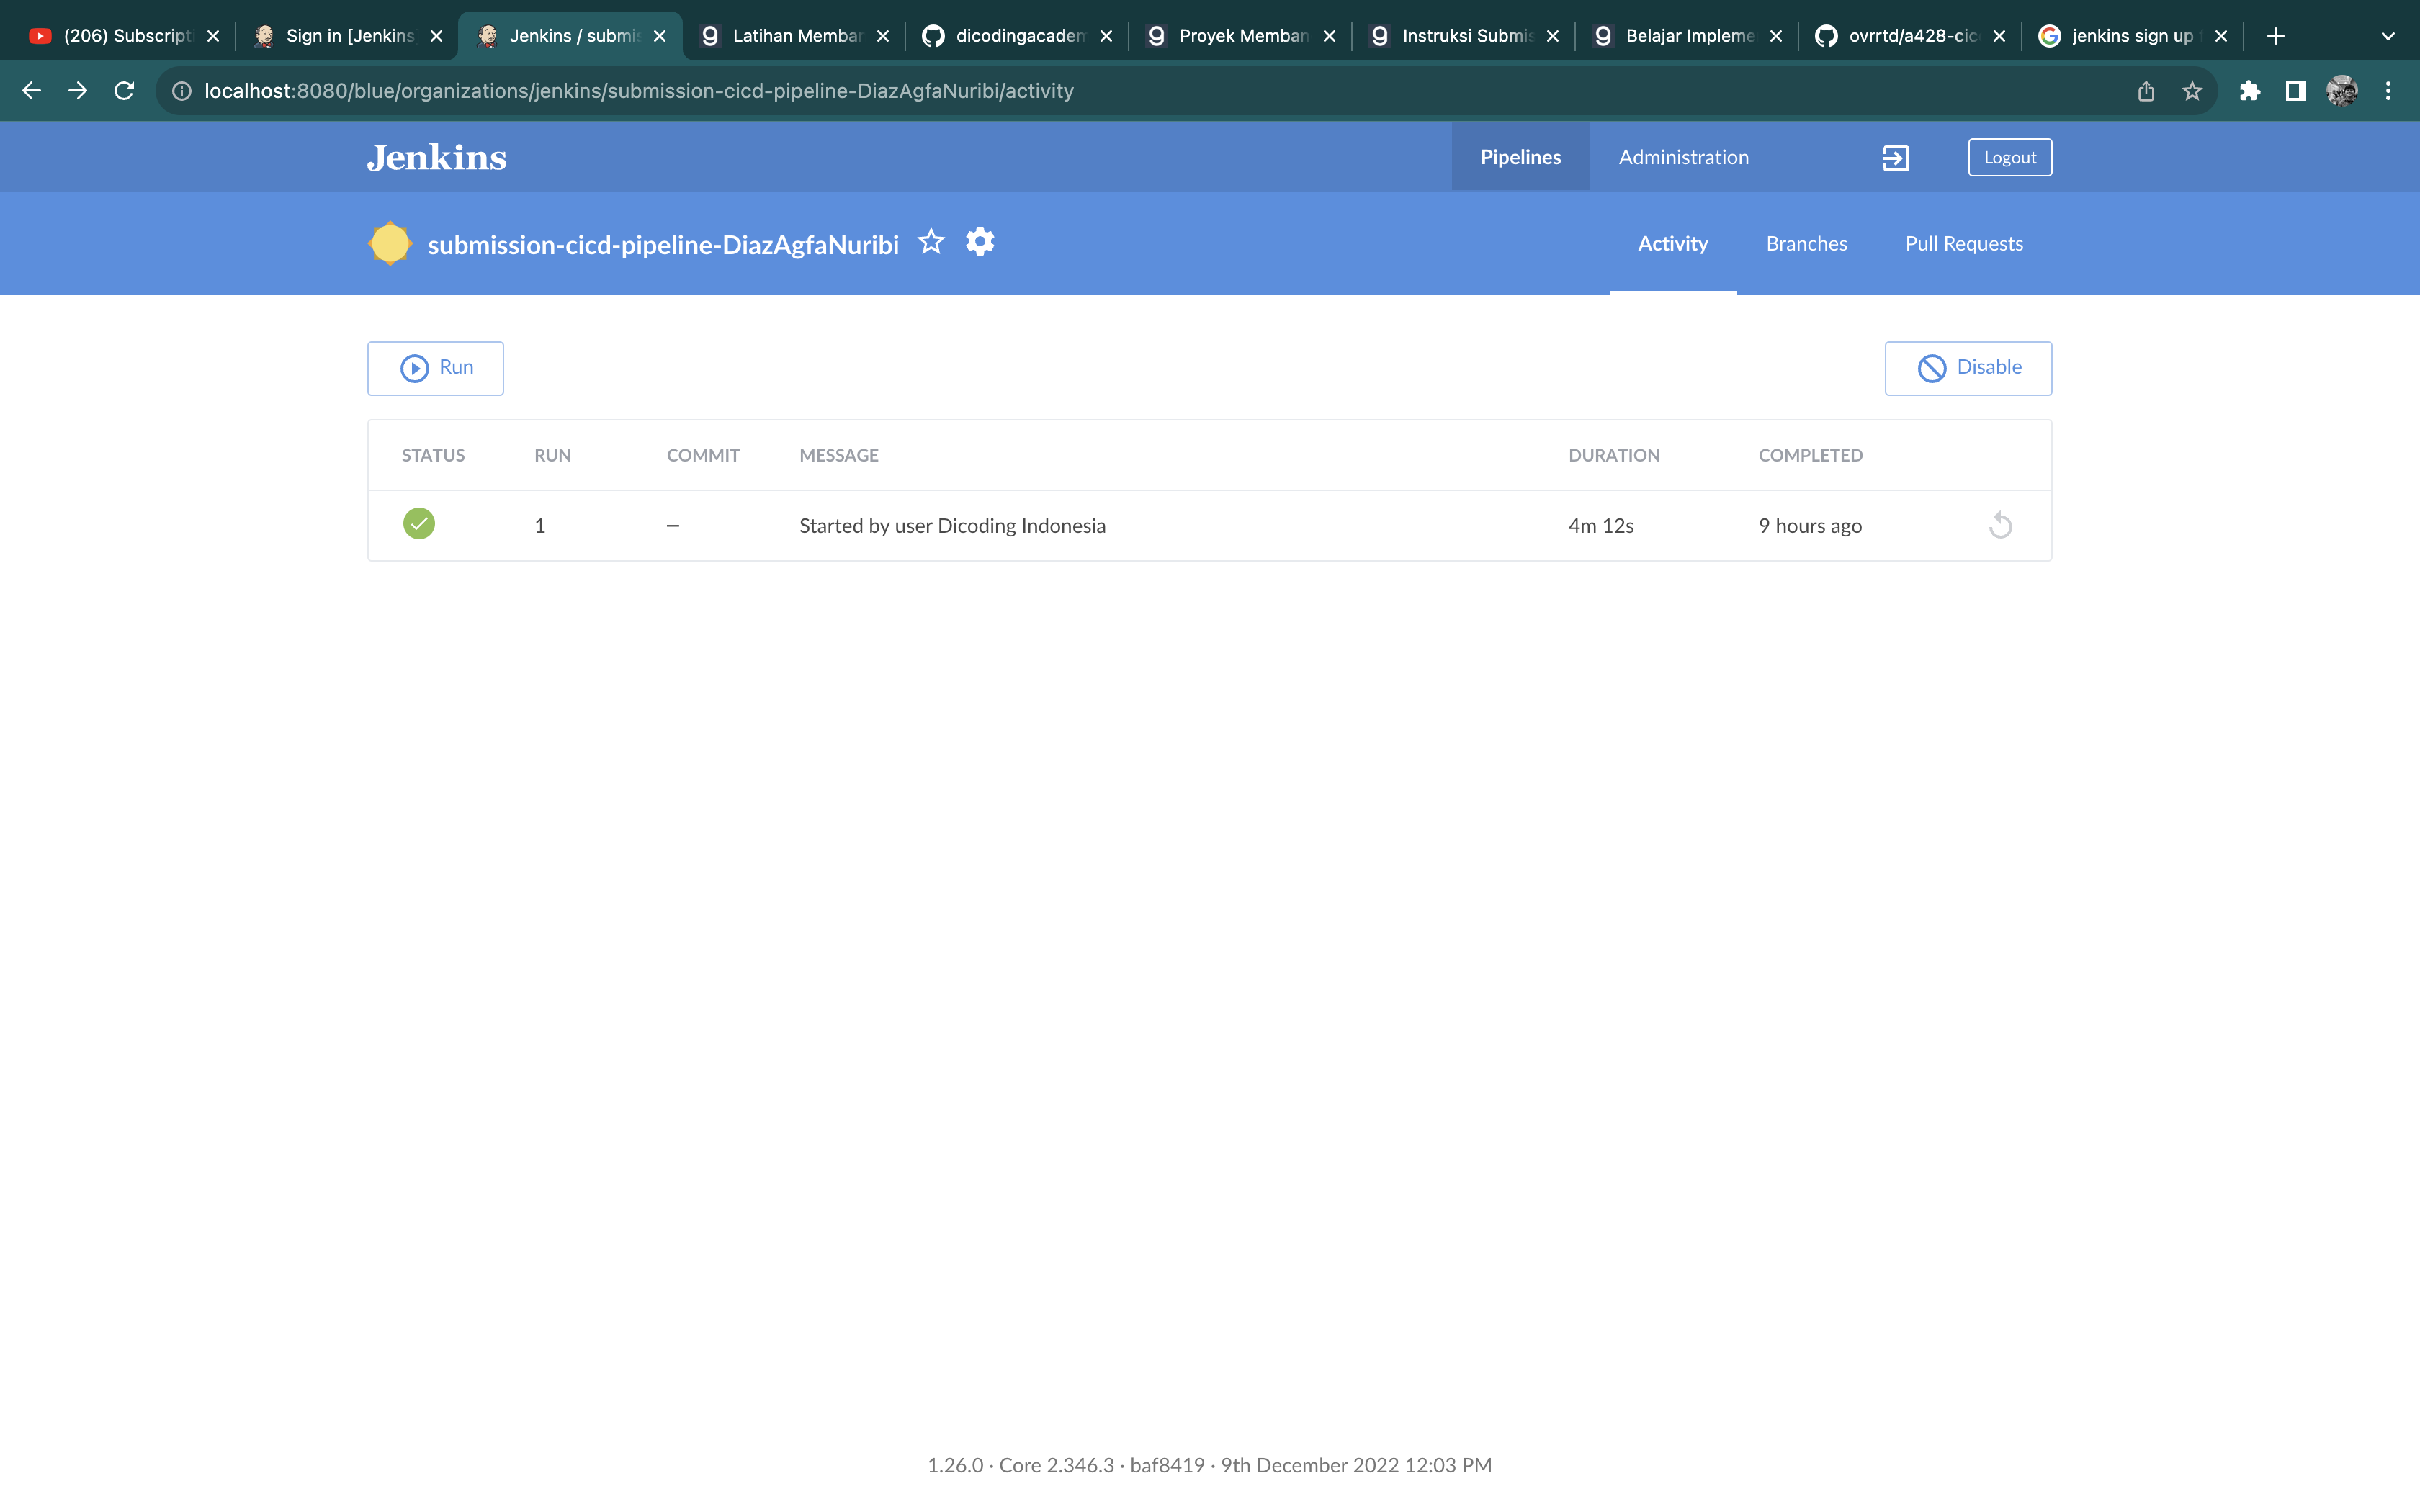 (206) Subscripti
Sign in [Jenkins]
Jenkins / submis
Latihan Memban
dicodingacadem
Proyek Memban
Instruksi Submis
Belajar Impleme
ovrrtd/a428-cic
jenkins sign up
localhost:8080/blue/organizations/jenkins/submission-cicd-pipeline-DiazAgfaNuribi/activity
Jenkins
Pipelines
Administration
Logout
submission-cicd-pipeline-DiazAgfaNuribi
Activity
Branches
Pull Requests
Run
Disable
STATUS RUN COMMIT MESSAGE DURATION COMPLETED
1 – Started by user Dicoding Indonesia 4m 12s 9 hours ago
1.26.0 · Core 2.346.3 · baf8419 · 9th December 2022 12:03 PM